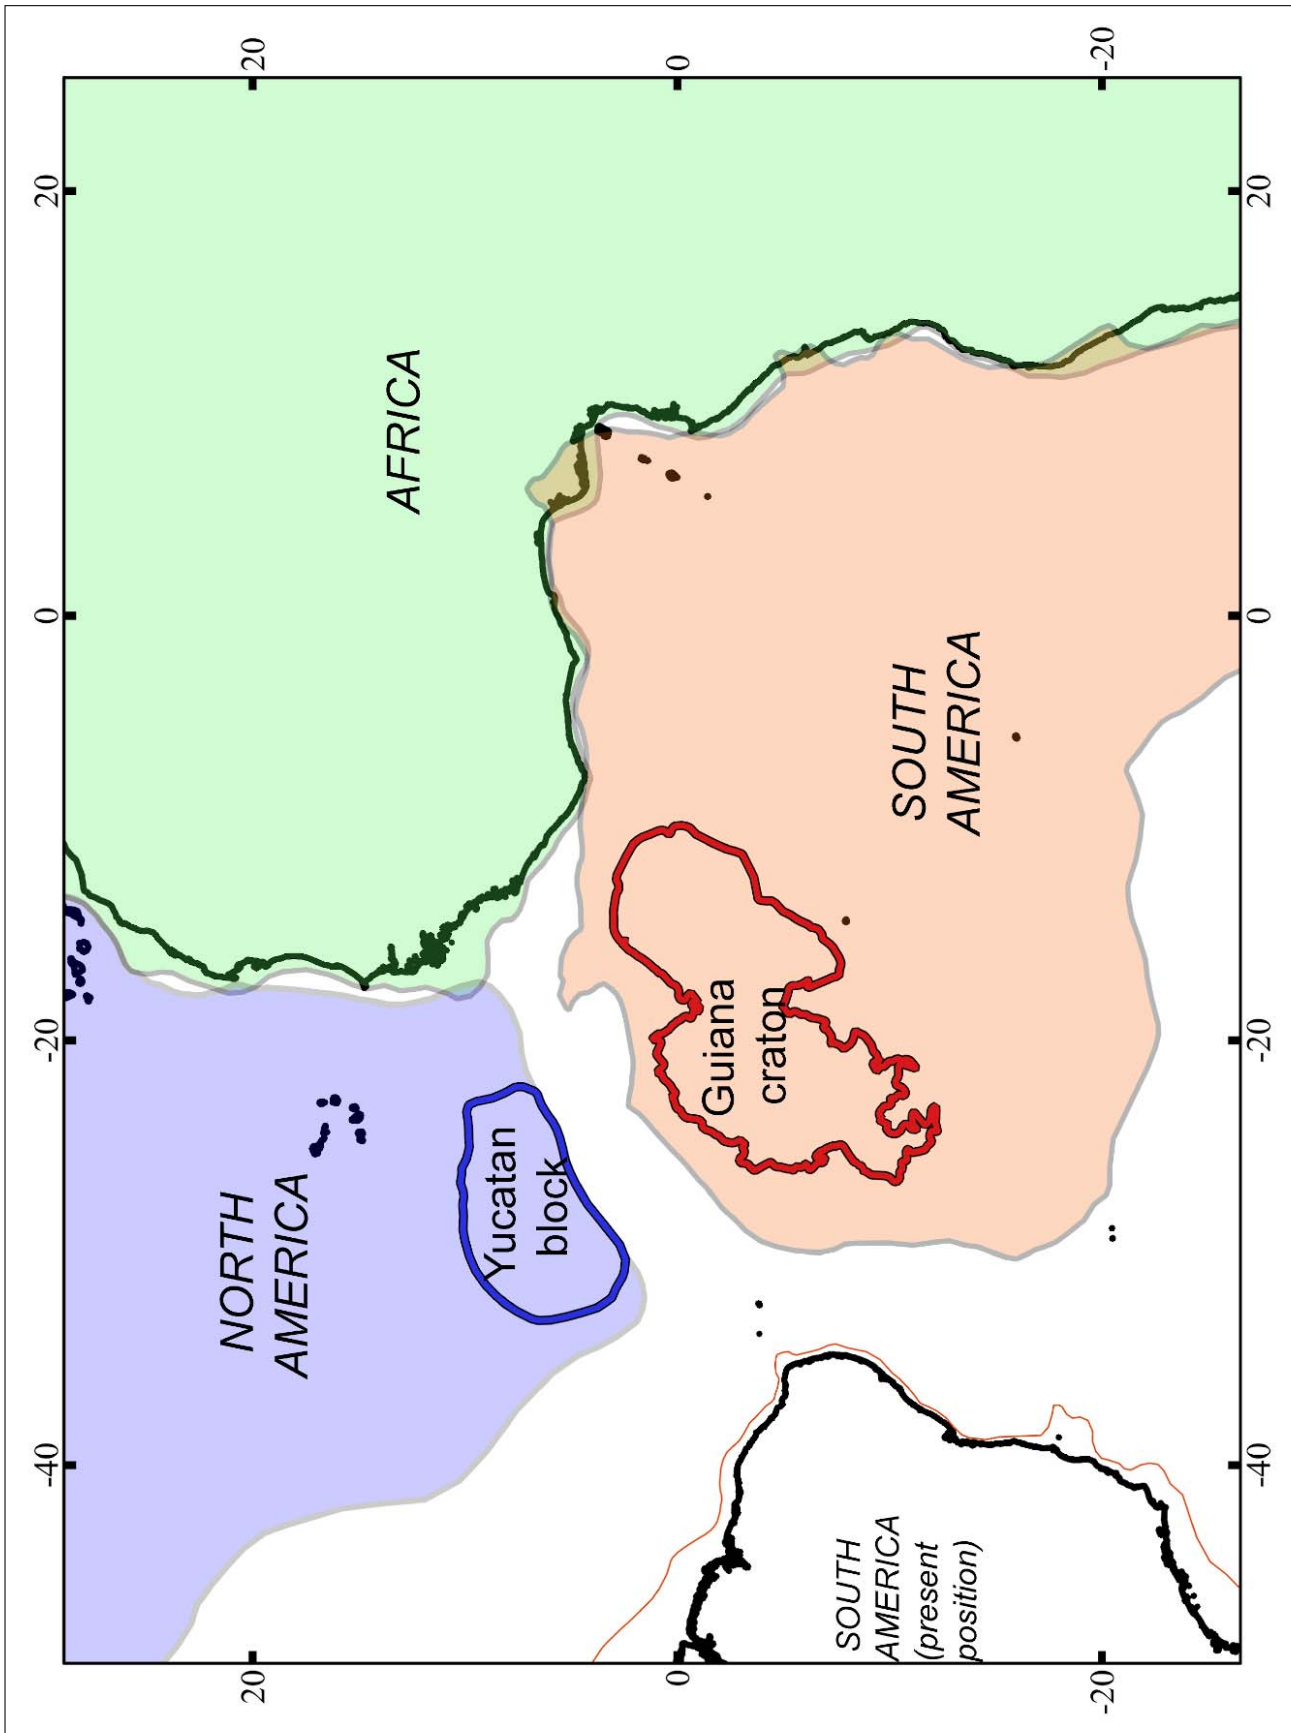 -40 -20 0 20
20 20
NORTH
AMERICA
AFRICA
Yucatan
block
0 0
Guiana
craton
SOUTH
AMERICA
(present
position)
SOUTH
AMERICA
-20 -20
-40 -20 0 20